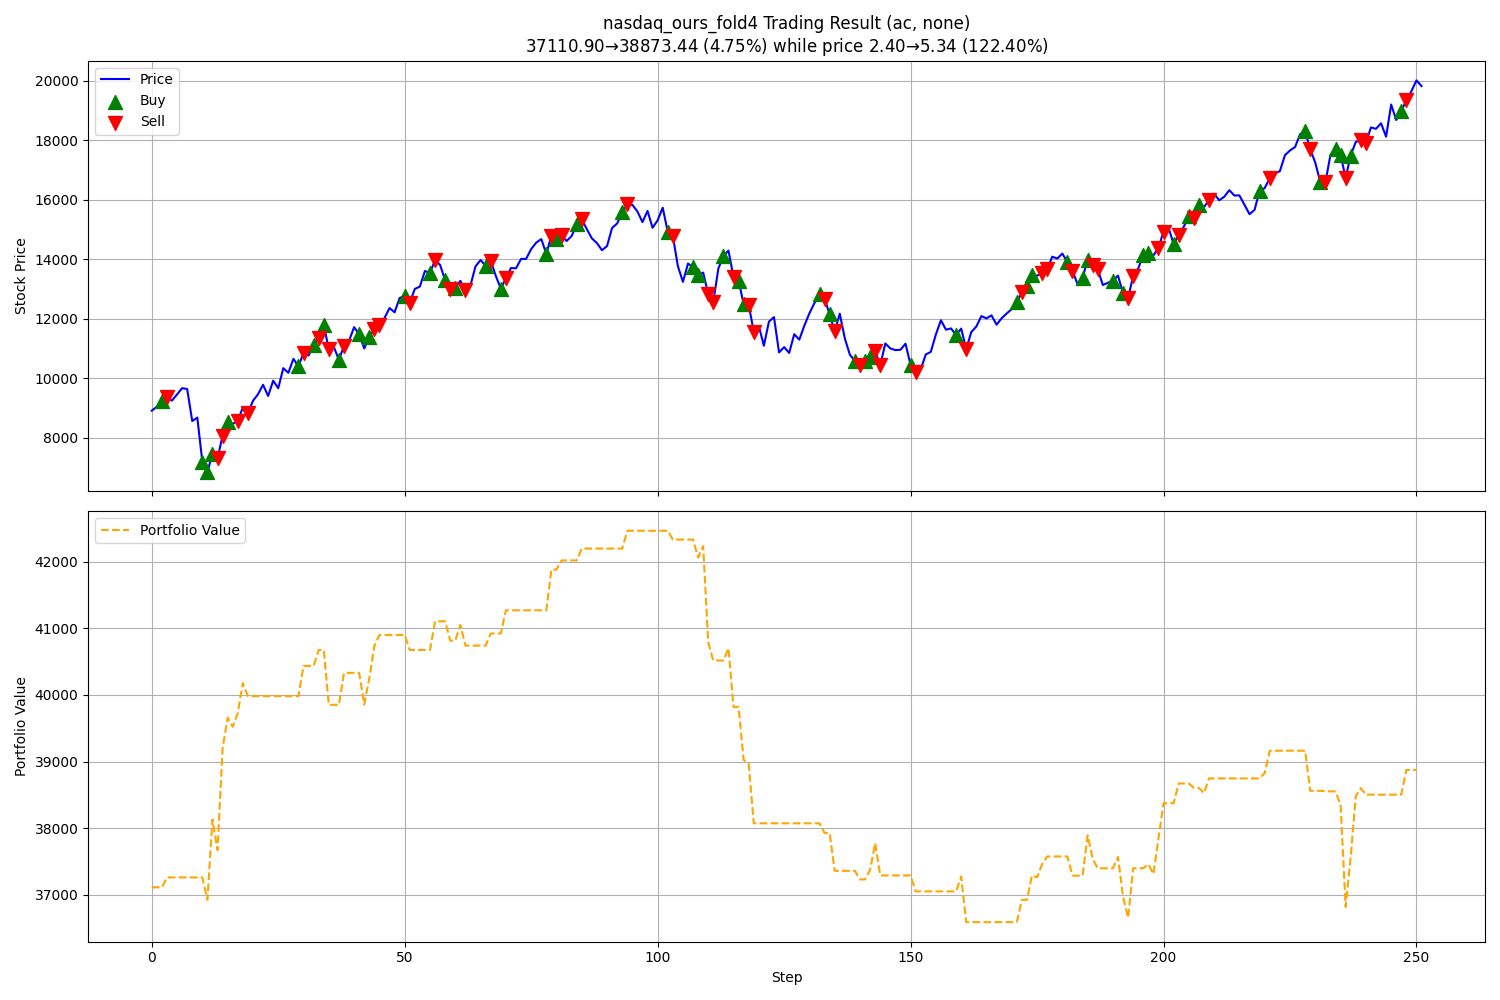 nasdaq_ours_fold4 Trading Result (ac, none)
37110.90→38873.44 (4.75%) while price 2.40→5.34 (122.40%)
Price
Buy
Sell
Stock Price
20000
18000
16000
14000
12000
10000
8000
Portfolio Value
Portfolio Value
42000
41000
40000
39000
38000
37000
0
50
100
150
200
250
Step